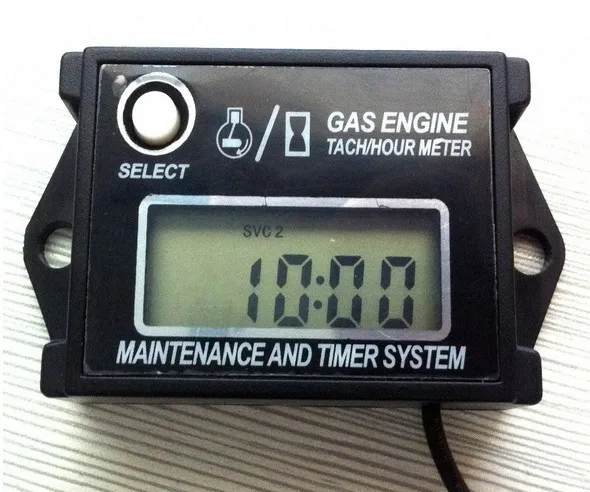 GAS ENGINE
TACH/HOUR METER
SELECT
SVC 2
10:00
MAINTENANCE AND TIMER SYSTEM